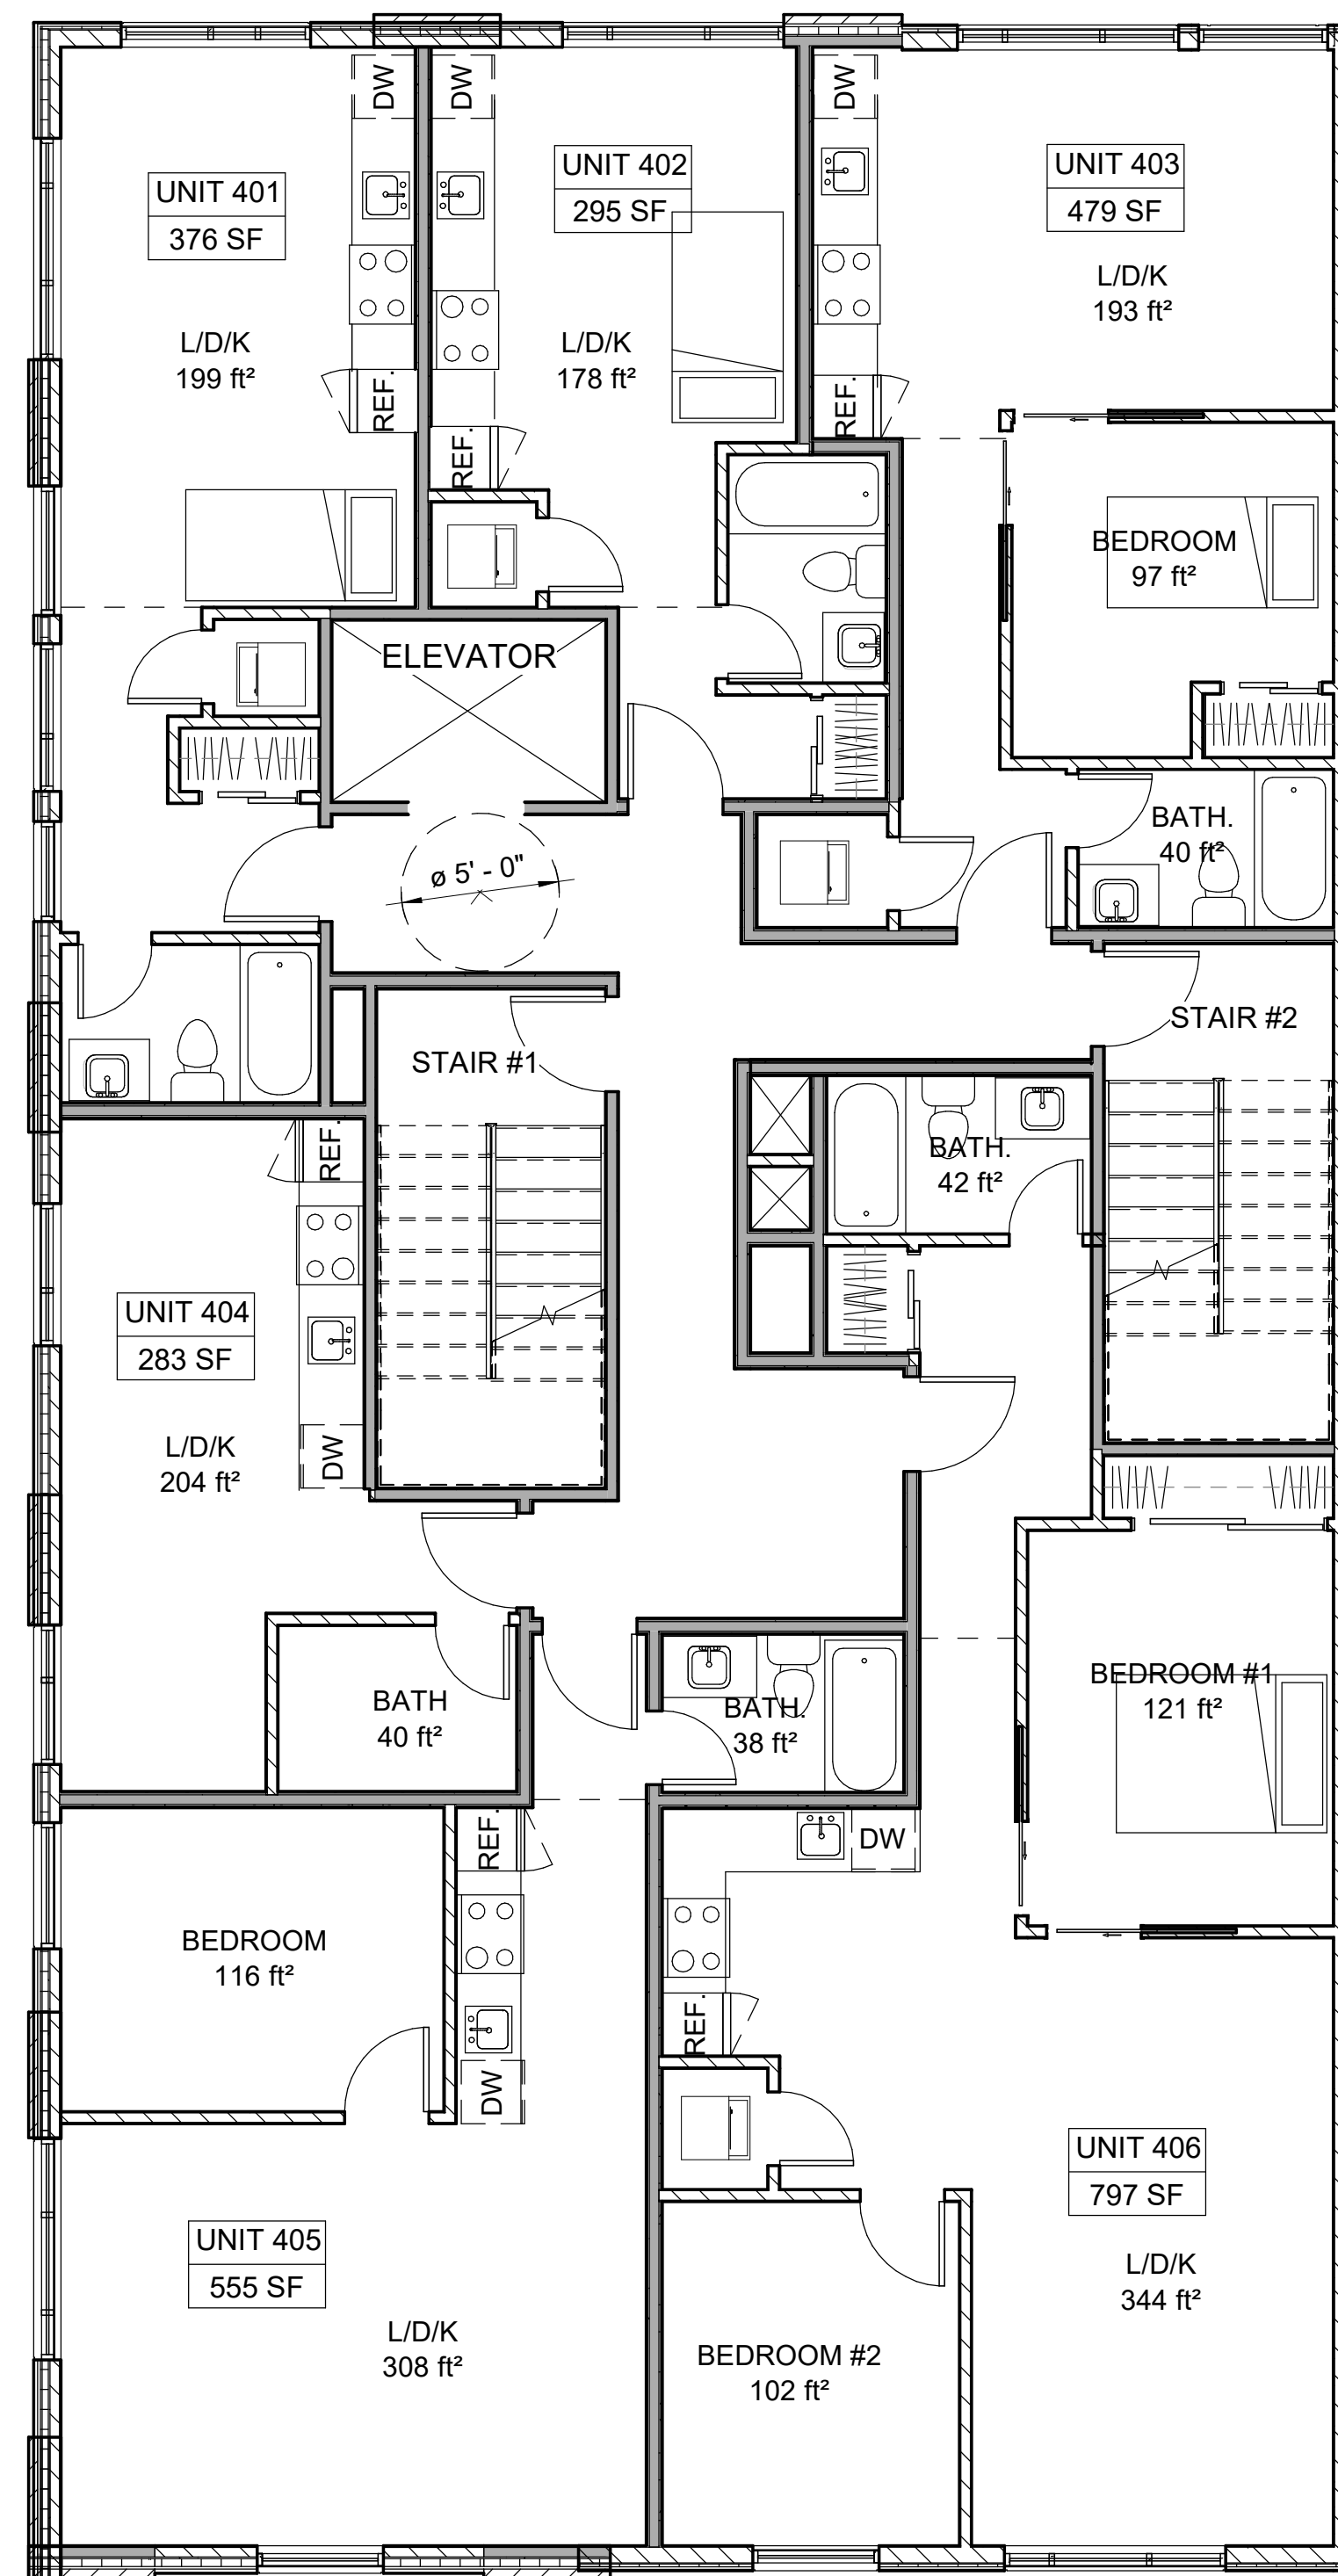 DW
DW
DW
UNIT 401
376 SF
UNIT 402
295 SF
UNIT 403
479 SF
L/D/K
199 ft²
L/D/K
178 ft²
L/D/K
193 ft²
REF.
REF.
REF.
BEDROOM
97 ft²
ELEVATOR
BATH.
40 ft²
ø 5' - 0"
STAIR #1
STAIR #2
REF.
BATH.
42 ft²
UNIT 404
283 SF
L/D/K
204 ft²
DW
BATH
40 ft²
BATH.
38 ft²
BEDROOM #1
121 ft²
REF.
DW
BEDROOM
116 ft²
REF.
DW
UNIT 405
555 SF
UNIT 406
797 SF
L/D/K
308 ft²
L/D/K
344 ft²
BEDROOM #2
102 ft²